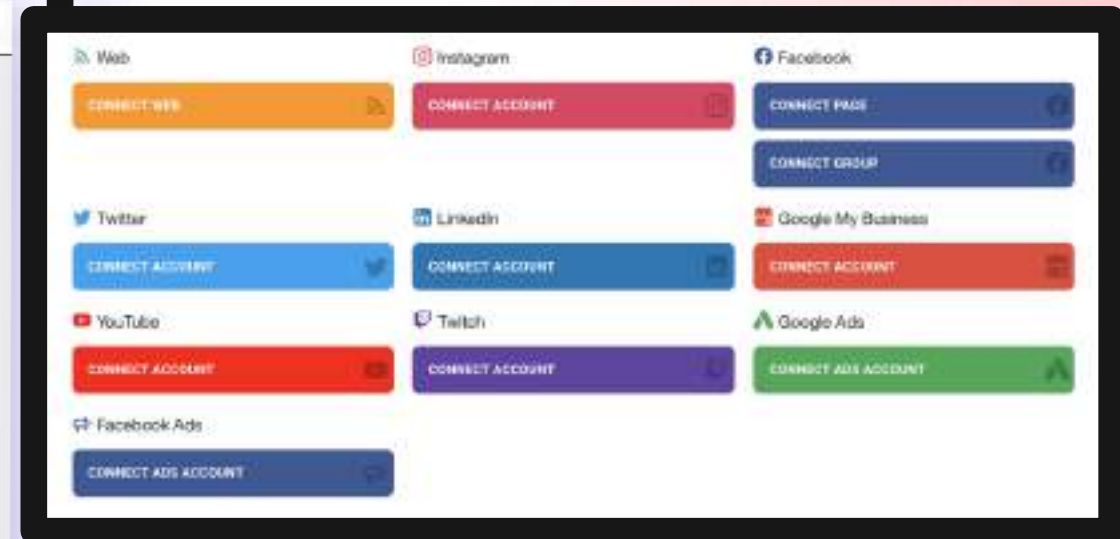 Web
CONNECT WEB
Instagram
CONNECT ACCOUNT
Facebook
CONNECT PAGE
CONNECT GROUP
Twitter
CONNECT ACCOUNT
LinkedIn
CONNECT ACCOUNT
Google My Business
CONNECT ACCOUNT
YouTube
CONNECT ACCOUNT
Twitch
CONNECT ACCOUNT
Google Ads
CONNECT ADS ACCOUNT
Facebook Ads
CONNECT ADS ACCOUNT